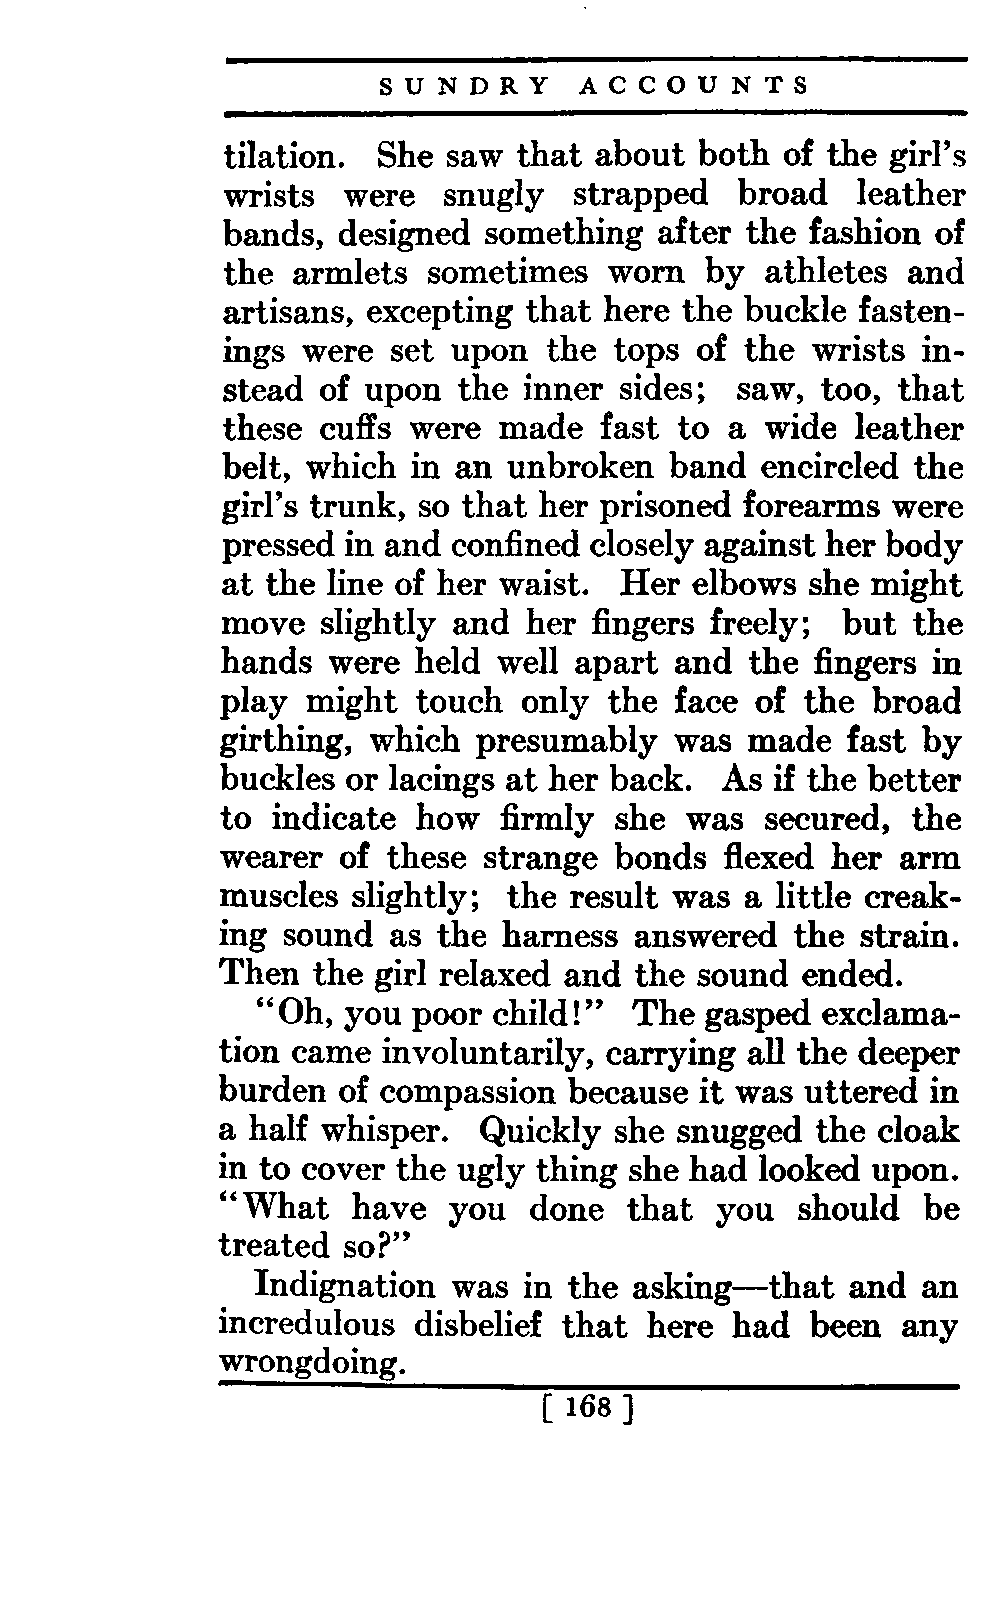 SUNDRY ACCOUNTS
tilation. She saw that about both of the girl's
wrists were snugly strapped broad leather
bands, designed something after the fashion of
the armlets sometimes worn by athletes and
artisans, excepting that here the buckle fasten-
ings were set upon the tops of the wrists in-
stead of upon the inner sides; saw, too, that
these cuffs were made fast to a wide leather
belt, which in an unbroken band encircled the
girl's trunk, so that her prisoned forearms were
pressed in and confined closely against her body
at the line of her waist. Her elbows she might
move slightly and her fingers freely; but the
hands were held well apart and the fingers in
play might touch only the face of the broad
girthing, which presumably was made fast by
buckles or lacings at her back. As if the better
to indicate how firmly she was secured, the
wearer of these strange bonds flexed her arm
muscles slightly; the result was a little creak-
ing sound as the harness answered the strain.
Then the girl relaxed and the sound ended.
"Oh, you poor child!" The gasped exclama-
tion came involuntarily, carrying all the deeper
burden of compassion because it was uttered in
a half whisper. Quickly she snugged the cloak
in to cover the ugly thing she had looked upon.
"What have you done that you should be
treated so?"
Indignation was in the asking—that and an
incredulous disbelief that here had been any
wrongdoing.
[ 168 ]